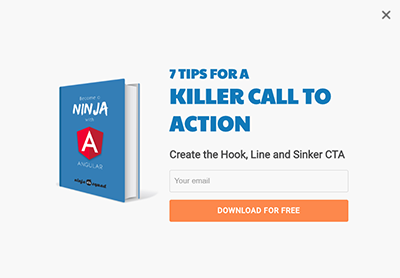 7 TIPS FOR A
KILLER CALL TO
ACTION
Create the Hook, Line and Sinker CTA
Your email
DOWNLOAD FOR FREE
Become a
NINJA
with
A
ANGULAR
ninja squad